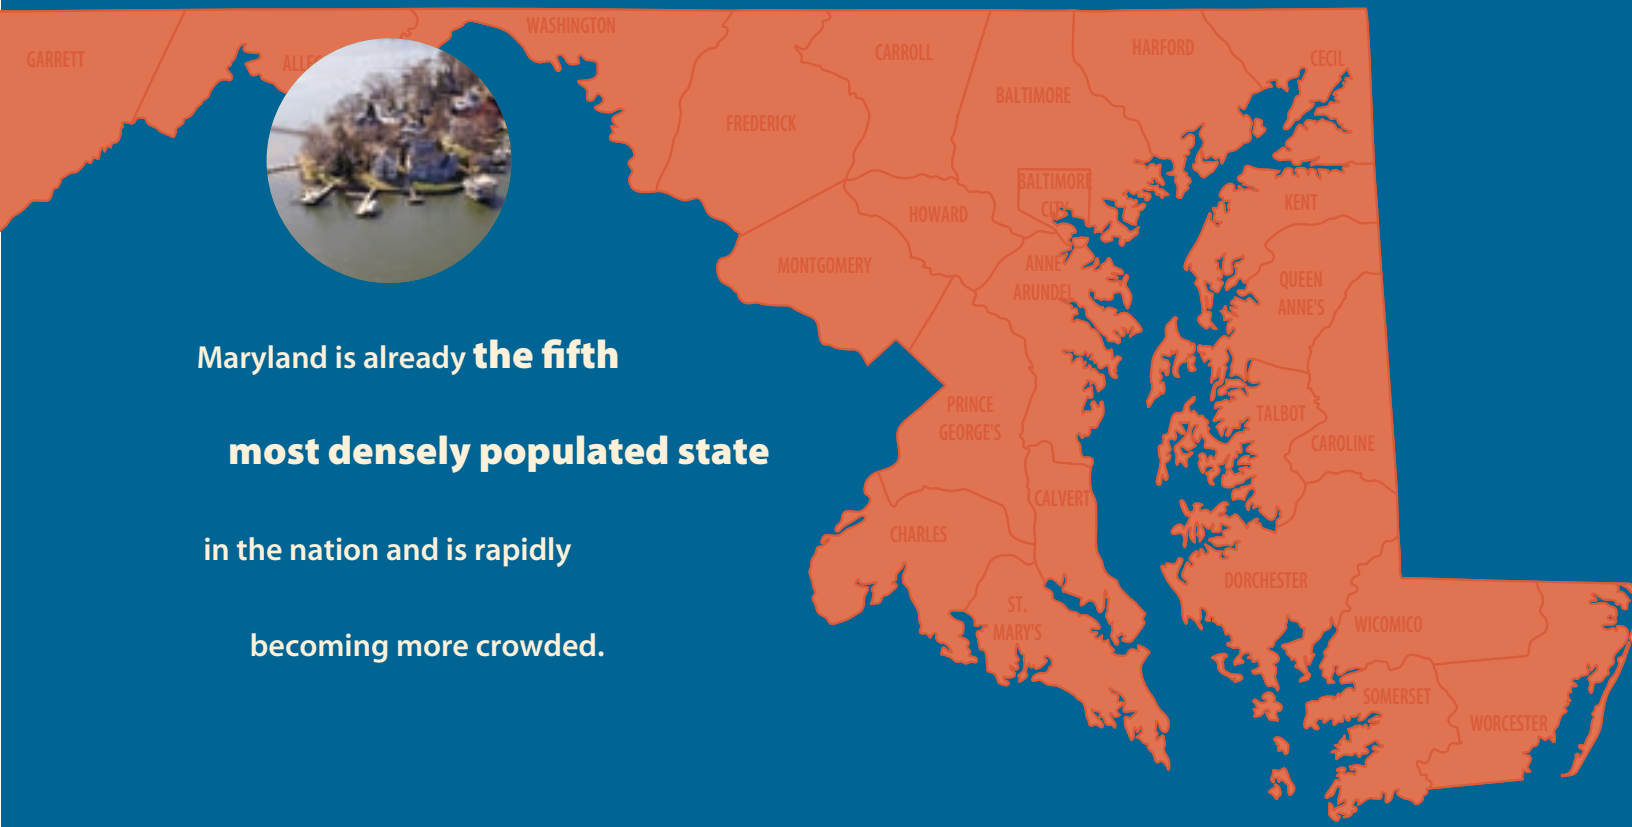 WASHINGTON
GARRETT
ALLEG
CARROLL
HARFORD
CECIL
BALTIMORE
FREDERICK
BALTIMORE
CITY
KENT
HOWARD
MONTGOMERY
ANNE
ARUNDEL
QUEEN
ANNE'S
Maryland is already the fifth
most densely populated state
in the nation and is rapidly
becoming more crowded.
PRINCE
GEORGE'S
TALBOT
CAROLINE
CALVERT
CHARLES
DORCHESTER
ST.
MARY'S
WICOMICO
SOMERSET
WORCESTER